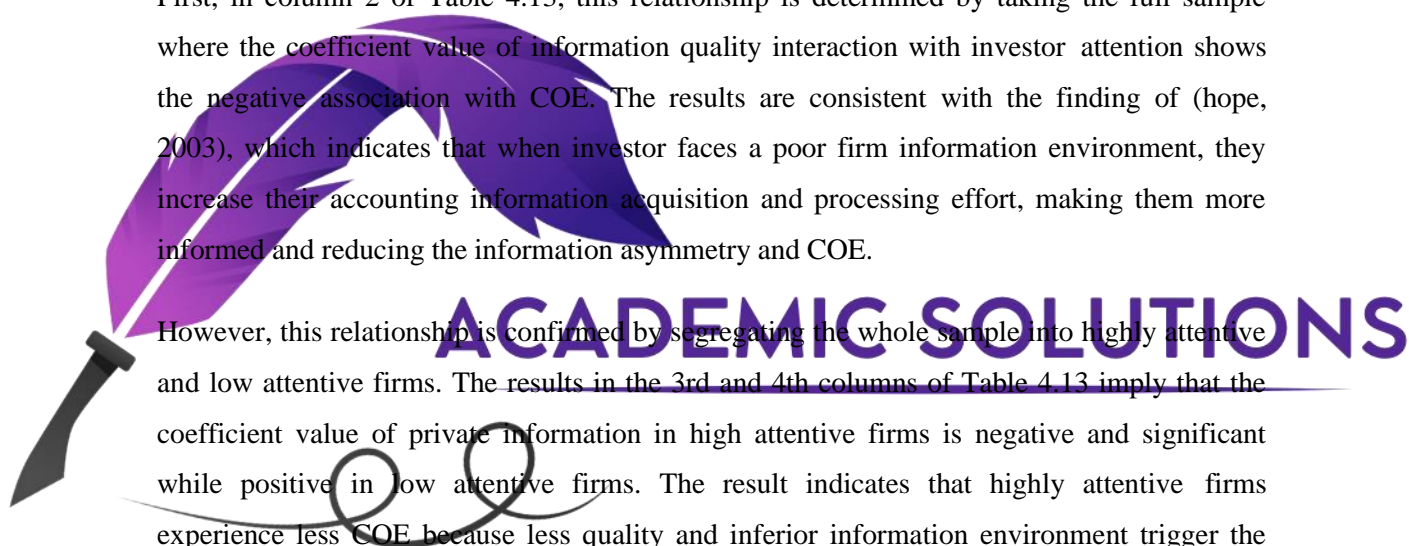 First, in column 2 of Table 4.13, this relationship is determined by taking the full sample
where the coefficient value of information quality interaction with investor attention shows
the negative association with COE. The results are consistent with the finding of (hope,
2003), which indicates that when investor faces a poor firm information environment, they
increase their accounting information acquisition and processing effort, making them more
informed and reducing the information asymmetry and COE.
ACADEMIC SOLUTIONS
However, this relationship is confirmed by segregating the whole sample into highly attentive
and low attentive firms. The results in the 3rd and 4th columns of Table 4.13 imply that the
coefficient value of private information in high attentive firms is negative and significant
while positive in low attentive firms. The result indicates that highly attentive firms
experience less COE because less quality and inferior information environment trigger the